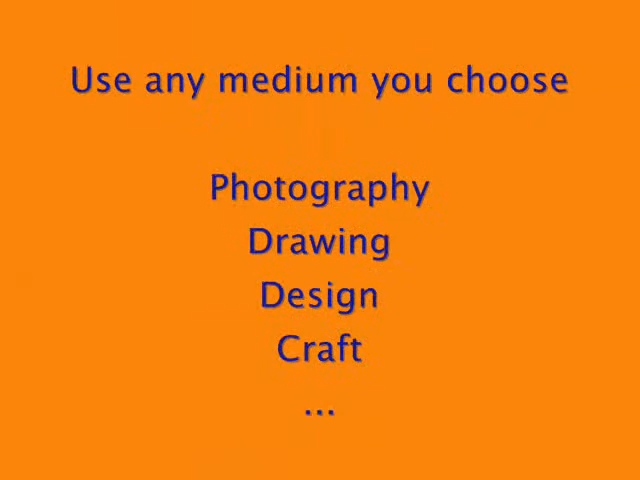 Use any medium you choose
Photography
Drawing
Design
Craft
...